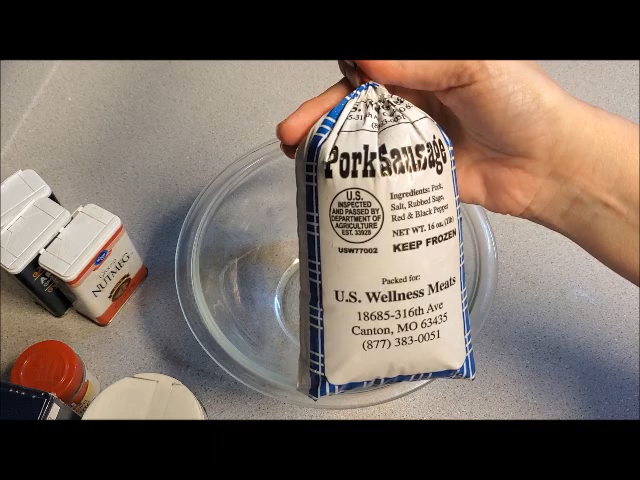 Pork Sausage
U.S.
INSPECTED
AND PASSED BY
DEPARTMENT OF
AGRICULTURE
EST. 33928
USW77002
Ingredients: Pork,
Salt, Rubbed Sage,
Red & Black Pepper
NET WT. 16 oz. (1lb)
KEEP FROZEN
Packed for:
U.S. Wellness Meats
18685-316th Ave
Canton, MO 63435
(877) 383-0051
NUTMEG